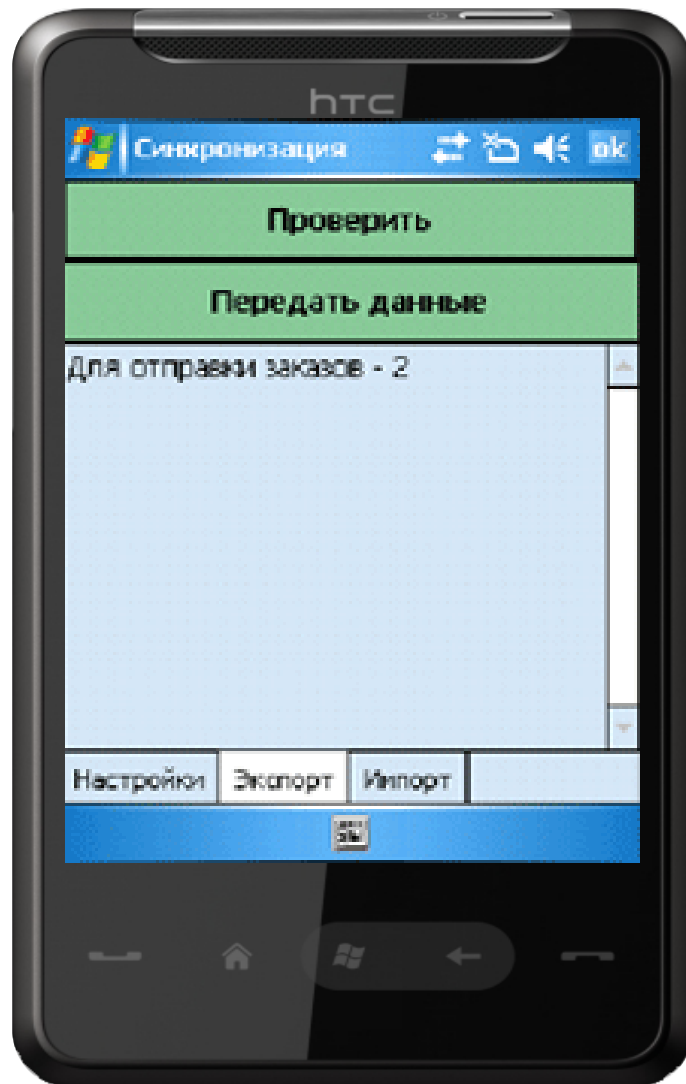 hTC
Синхронизация ok
Проверить
Передать данные
Для отправки заказов - 2
Настройки Экспорт Импорт